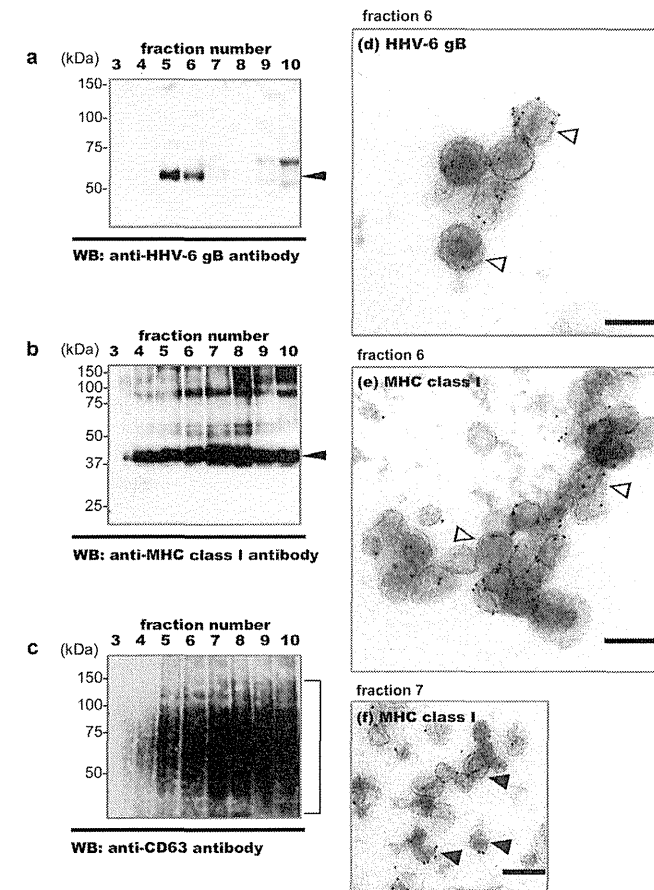 fraction number
a (kDa) 3 4 5 6 7 8 9 10
150-
100-
75-
50-
WB: anti-HHV-6 gB antibody
fraction number
b (kDa) 3 4 5 6 7 8 9 10
150-
100-
75-
50-
37-
25-
WB: anti-MHC class I antibody
fraction number
c (kDa) 3 4 5 6 7 8 9 10
150-
100-
75-
50-
WB: anti-CD63 antibody
fraction 6
(d) HHV-6 gB
fraction 6
(e) MHC class I
fraction 7
(f) MHC class I